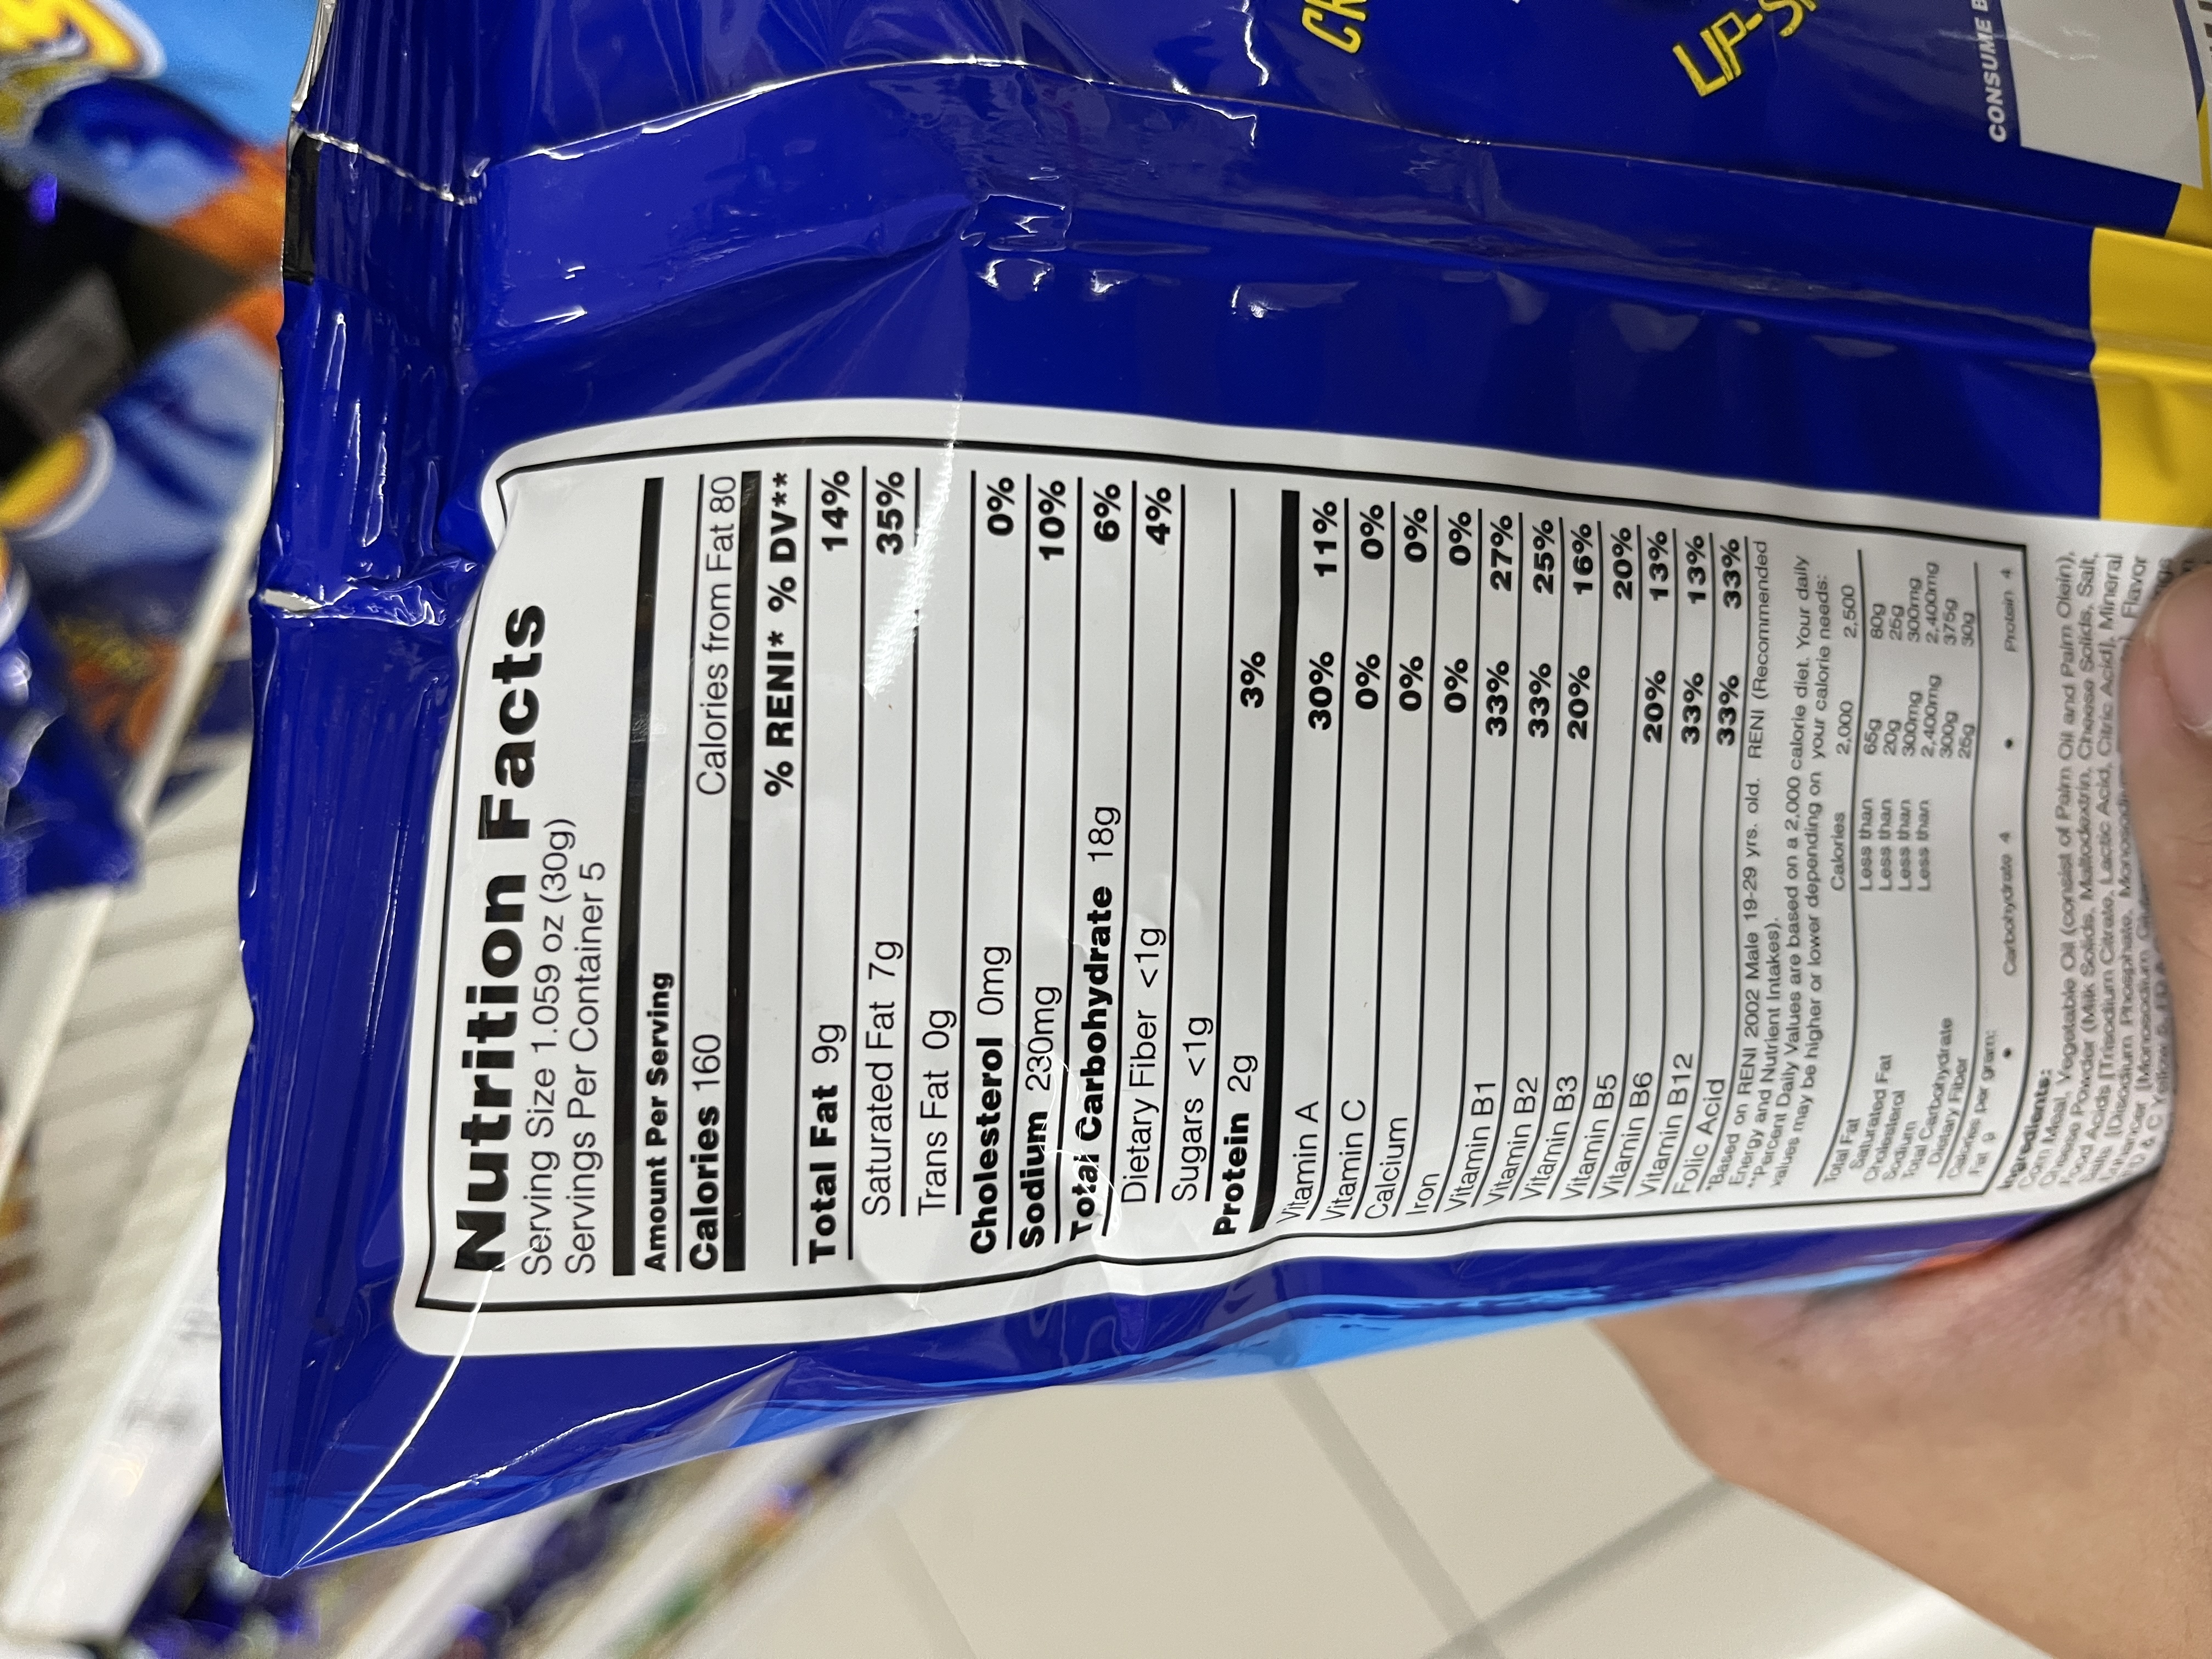 Nutrition Facts
Serving Size 1.059 oz (30g)
Servings Per Container 5
Amount Per Serving
Calories 160 Calories from Fat 80
% RENI* % DV**
Total Fat 9g 14%
Saturated Fat 7g 35%
Trans Fat 0g
Cholesterol 0mg 0%
Sodium 230mg 10%
Total Carbohydrate 18g 6%
Dietary Fiber <1g 4%
Sugars <1g
Protein 2g 3%
Vitamin A 30% 11%
Vitamin C 0% 0%
Calcium 0% 0%
Iron 0% 0%
Vitamin B1 33% 27%
Vitamin B2 33% 25%
Vitamin B3 20% 16%
Vitamin B5 20%
Vitamin B6 20% 13%
Vitamin B12 33% 13%
Folic Acid 33% 33%
*Based on RENI 2002 Male 19-29 yrs. old. RENI (Recommended
Energy and Nutrient Intakes).
**Percent Daily Values are based on a 2,000 calorie diet. Your daily
values may be higher or lower depending on your calorie needs:
Calories 2,000 2,500
Total Fat Less than 65g 80g
Saturated Fat Less than 20g 25g
Cholesterol Less than 300mg 300mg
Sodium Less than 2,400mg 2,400mg
Total Carbohydrate 300g 375g
Dietary Fiber 25g 30g
Calories per gram:
Fat 9 • Carbohydrate 4 • Protein 4
Ingredients:
Corn Meal, Vegetable Oil (consist of Palm Oil and Palm Olein),
Cheese Powder (Milk Solids, Maltodextrin, Cheese Solids, Salt,
Food Acids [Trisodium Citrate, Lactic Acid, Citric Acid], Mineral
Salts [Disodium Phosphate, Flavor
Enhancer [Monosodium
CR
LIP-S
CONSUME B